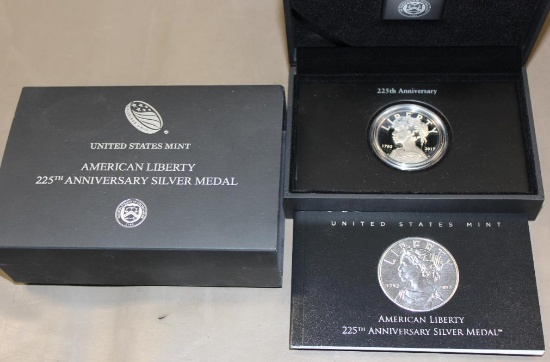 UNITED STATES MINT
AMERICAN LIBERTY
225TH ANNIVERSARY SILVER MEDAL
225th Anniversary
LIBERTY
1792 2017
UNITED STATES MINT
LIBERTY
1792 2017
AMERICAN LIBERTY
225TH ANNIVERSARY SILVER MEDAL™